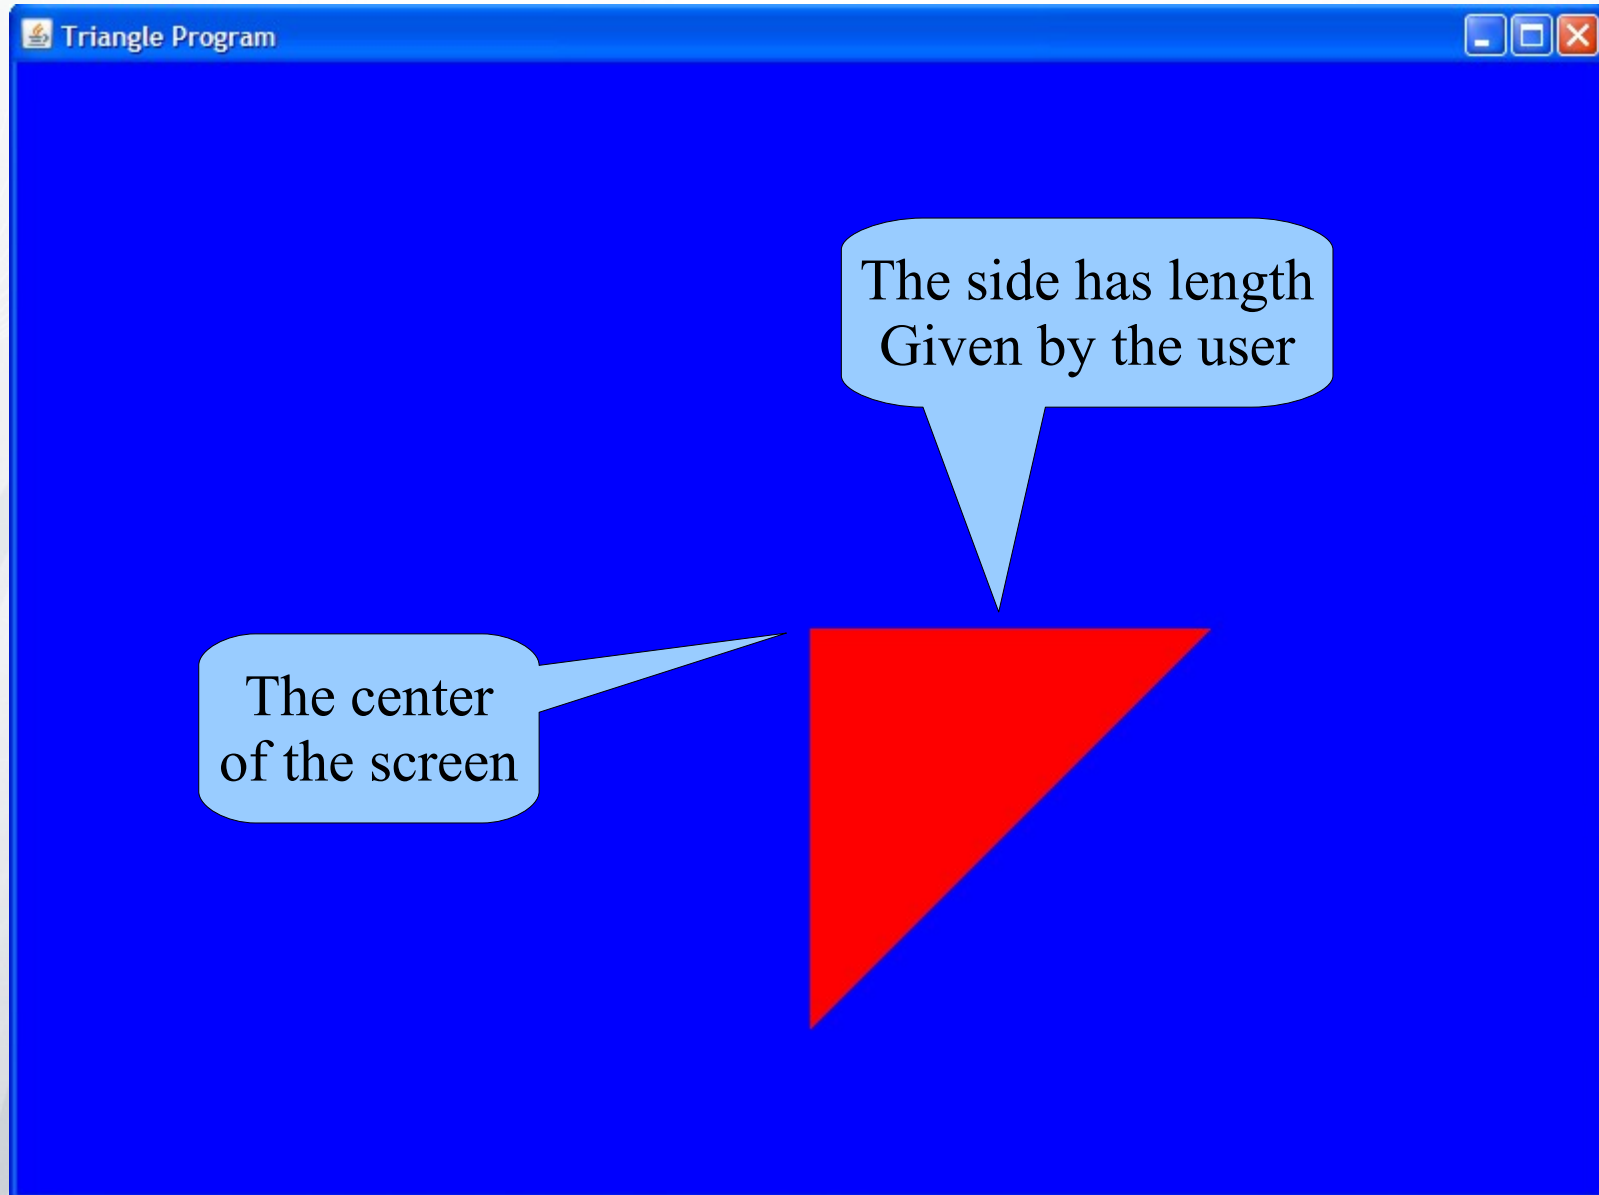 Triangle Program
The side has length
Given by the user
The center
of the screen